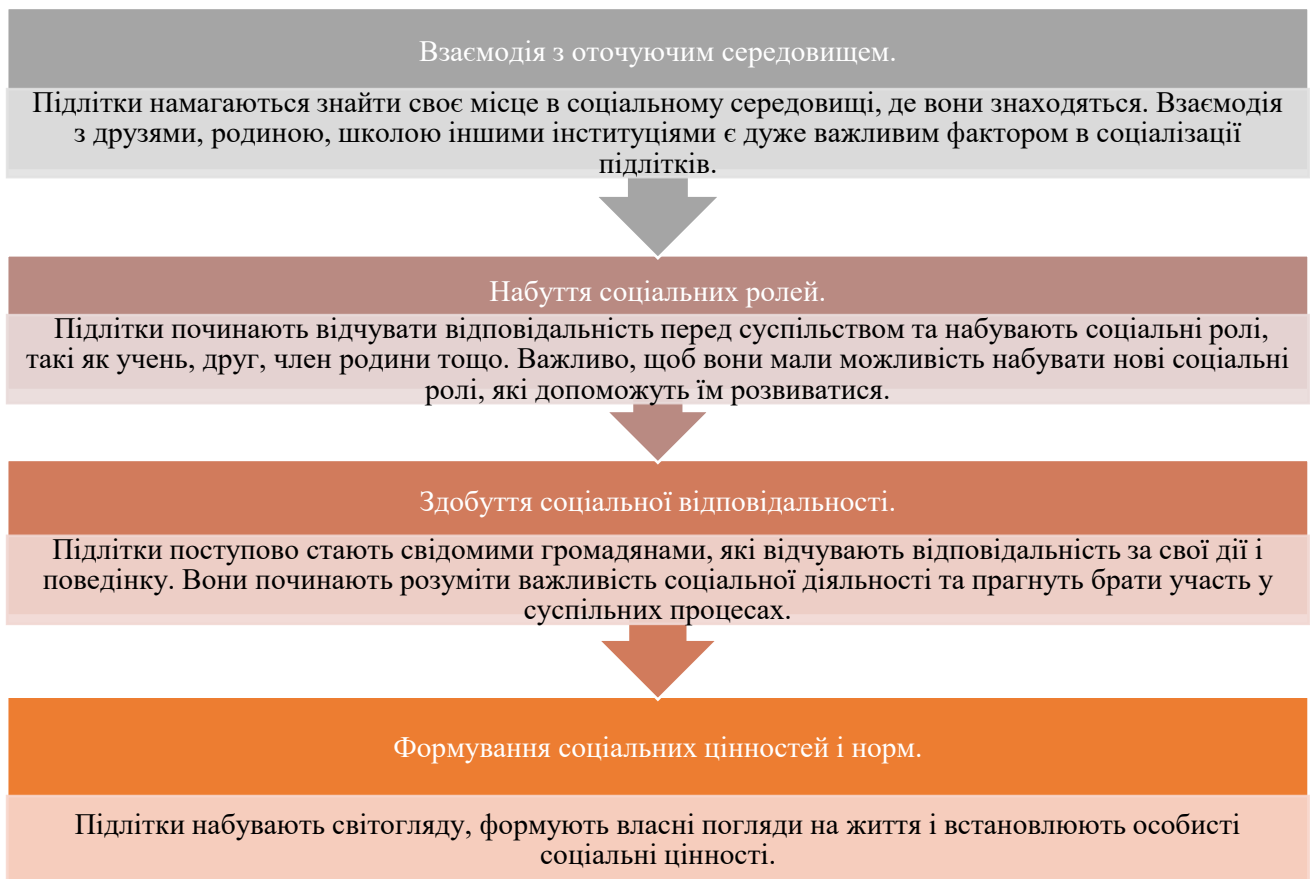 Взаємодія з оточуючим середовищем.
Підлітки намагаються знайти своє місце в соціальному середовищі, де вони знаходяться. Взаємодія
з друзями, родиною, школою іншими інституціями є дуже важливим фактором в соціалізації
підлітків.
Набуття соціальних ролей.
Підлітки починають відчувати відповідальність перед суспільством та набувають соціальні ролі,
такі як учень, друг, член родини тощо. Важливо, щоб вони мали можливість набувати нові соціальні
ролі, які допоможуть їм розвиватися.
Здобуття соціальної відповідальності.
Підлітки поступово стають свідомими громадянами, які відчувають відповідальність за свої дії і
поведінку. Вони починають розуміти важливість соціальної діяльності та прагнуть брати участь у
суспільних процесах.
Формування соціальних цінностей і норм.
Підлітки набувають світогляду, формують власні погляди на життя і встановлюють особисті
соціальні цінності.